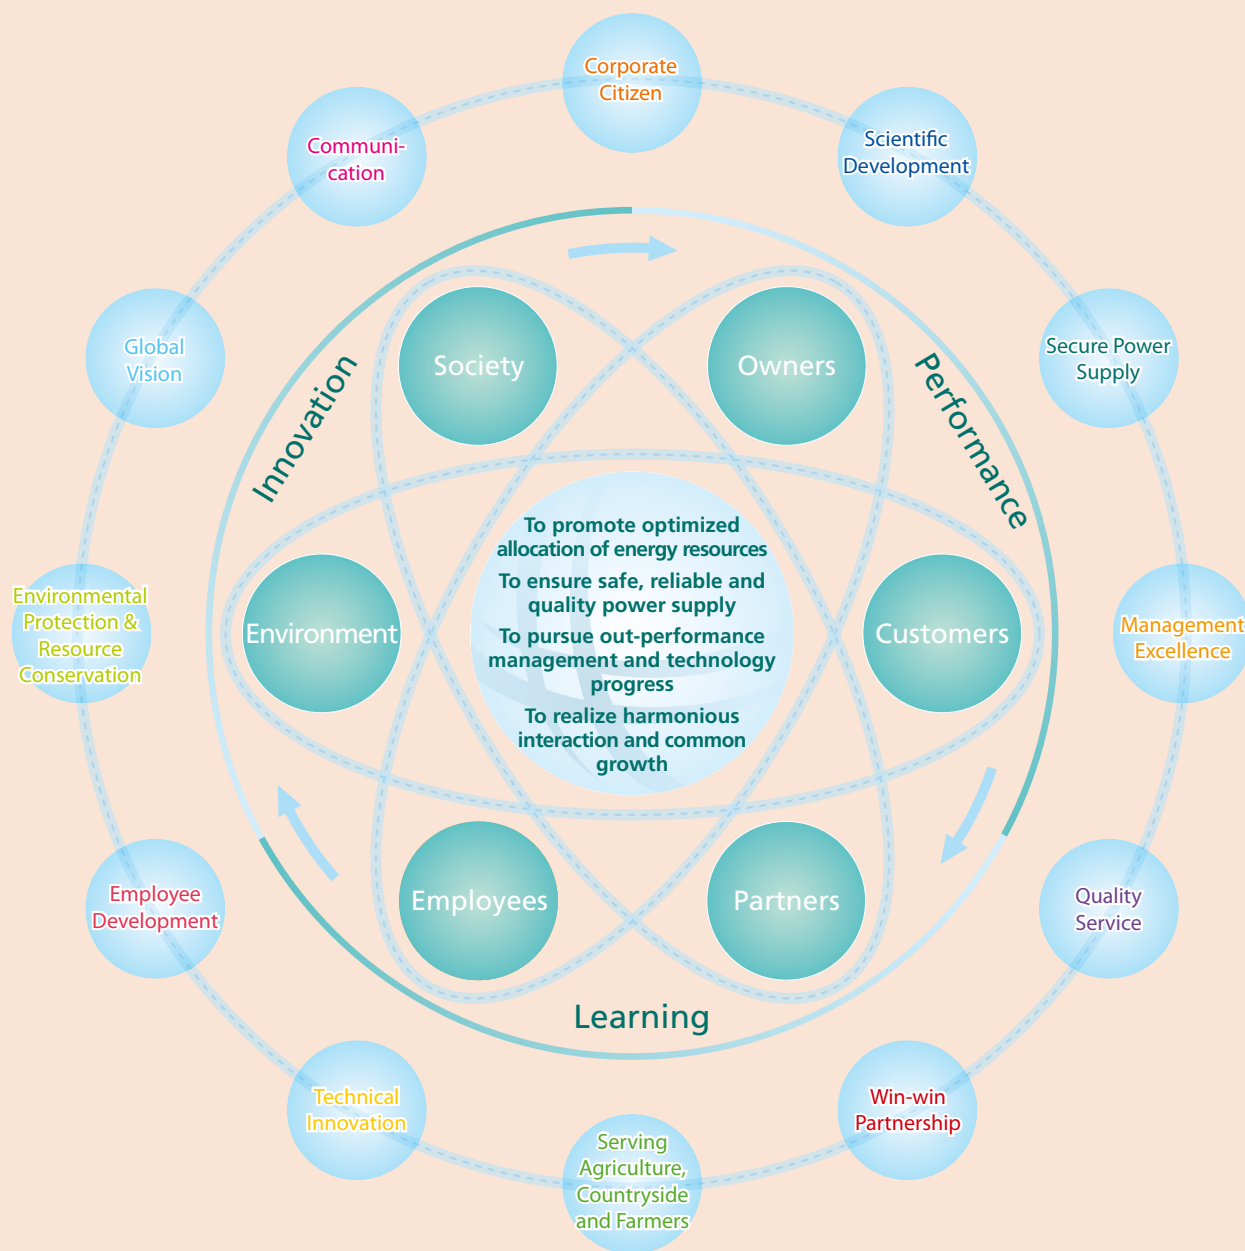 Corporate
Citizen
Scientific
Development
Secure Power
Supply
Management
Excellence
Quality
Service
Win-win
Partnership
Serving
Agriculture,
Countryside
and Farmers
Technical
Innovation
Employee
Development
Environmental
Protection &
Resource
Conservation
Global
Vision
Communi-
cation
Innovation
Performance
Learning
Society
Owners
Customers
Partners
Employees
Environment
To promote optimized
allocation of energy resources
To ensure safe, reliable and
quality power supply
To pursue out-performance
management and technology
progress
To realize harmonious
interaction and common
growth